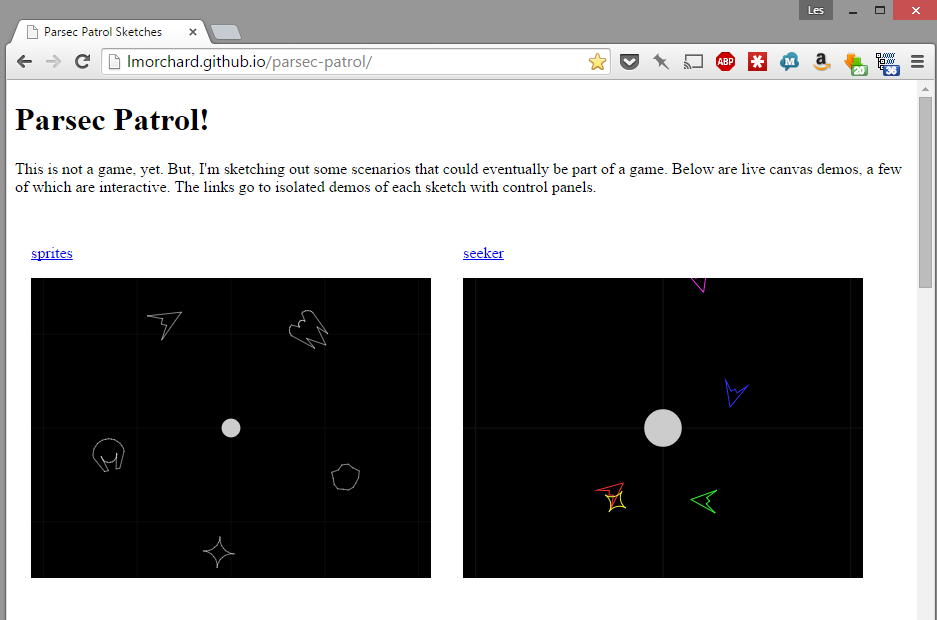 Les
Parsec Patrol Sketches
lmorchard.github.io/parsec-patrol/
ABP
M
a
20
36
Parsec Patrol!
This is not a game, yet. But, I'm sketching out some scenarios that could eventually be part of a game. Below are live canvas demos, a few
of which are interactive. The links go to isolated demos of each sketch with control panels.
sprites
seeker